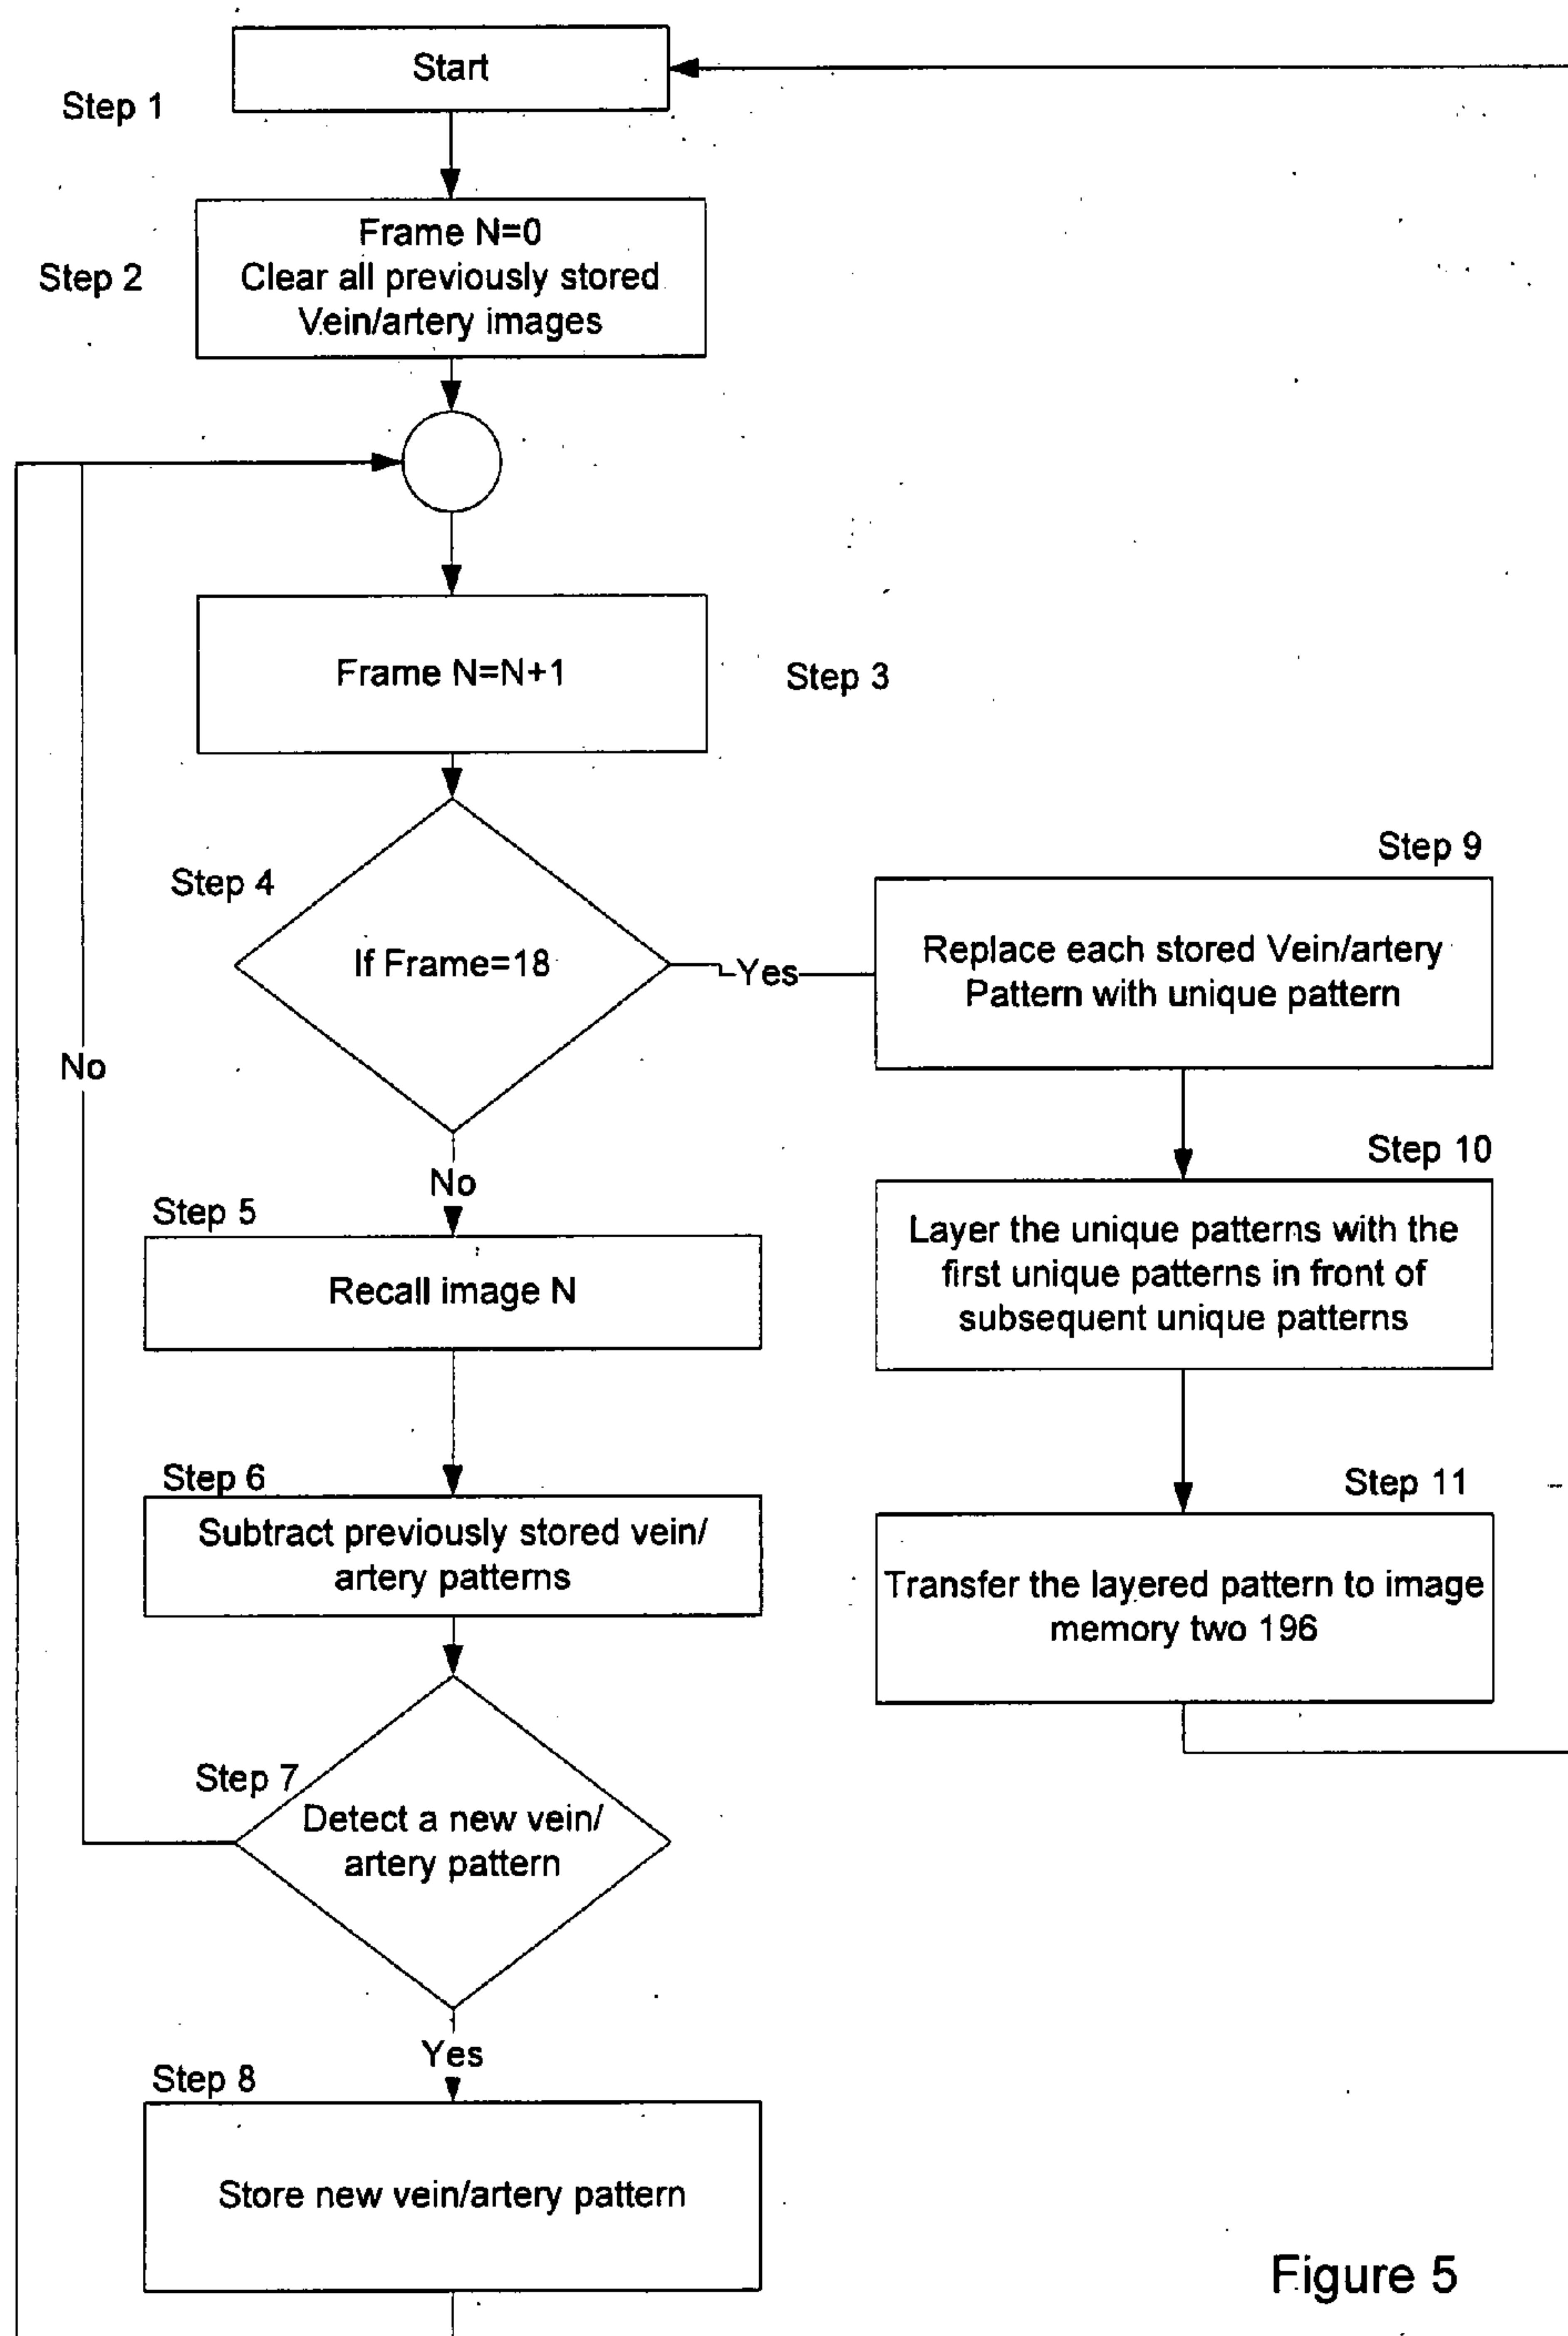 Start
Step 1
Frame N=0
Clear all previously stored
Vein/artery images
Step 2
Frame N=N+1
Step 3
Step 4
If Frame=18
Yes
No
No
Step 5
Recall image N
Step 6
Subtract previously stored vein/
artery patterns
Step 7
Detect a new vein/
artery pattern
Yes
Step 8
Store new vein/artery pattern
Step 9
Replace each stored Vein/artery
Pattern with unique pattern
Step 10
Layer the unique patterns with the
first unique patterns in front of
subsequent unique patterns
Step 11
Transfer the layered pattern to image
memory two 196
Figure 5